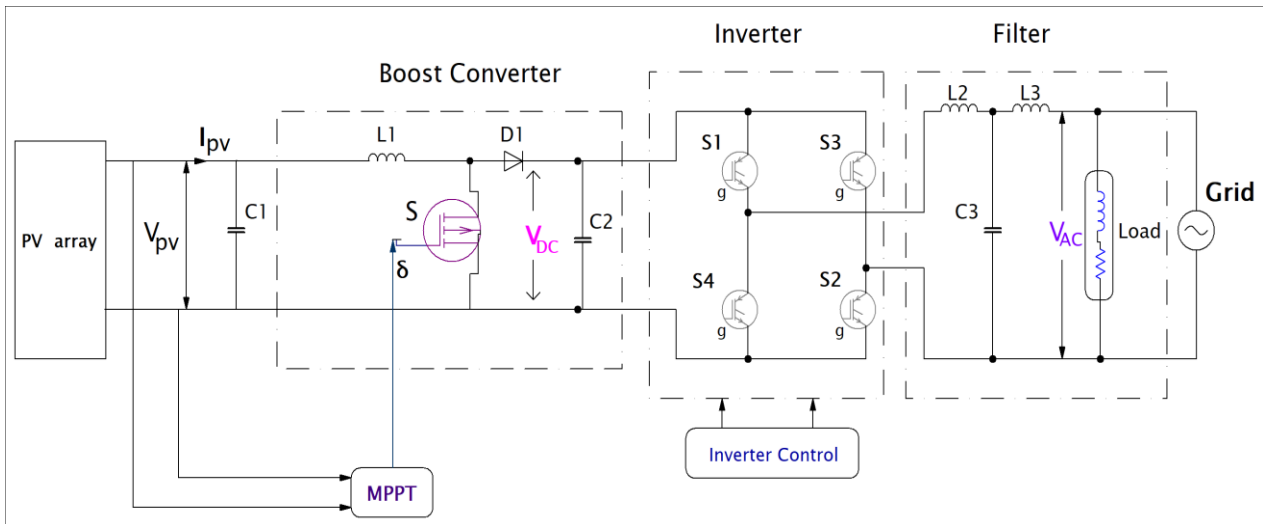 Inverter
Filter
Boost Converter
L2
L3
I pv
L1
D1
S1
S3
g
g
C1
S
C2
C3
Grid
PV array
Vpv
VDC
VAC
Load
δ
S4
S2
g
g
Inverter Control
MPPT